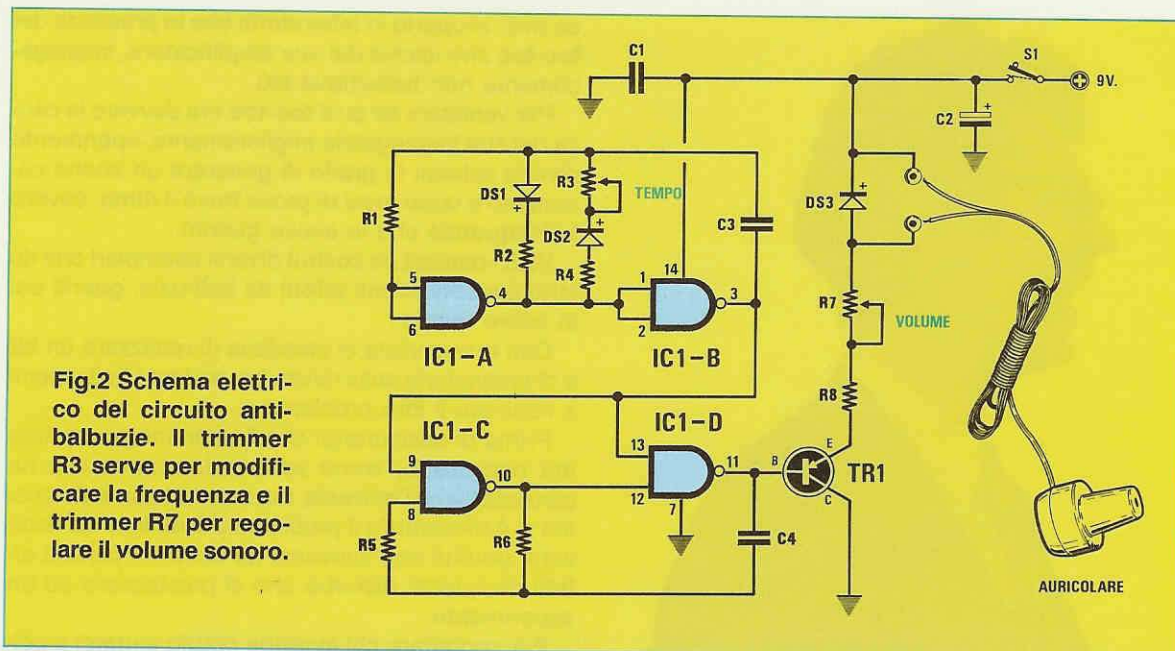 C1
S1
9V.
C2
R1
DS1
R3
TEMPO
DS2
R2
R4
C3
DS3
R7
VOLUME
R8
5
6
4
1
2
14
3
IC1-A
IC1-B
Fig.2 Schema elettri-
co del circuito anti-
balbuzie. Il trimmer
R3 serve per modifi-
care la frequenza e il
trimmer R7 per rego-
lare il volume sonoro.
IC1-C
IC1-D
9
8
10
13
12
11
7
R5
R6
C4
B
E
C
TR1
AURICOLARE